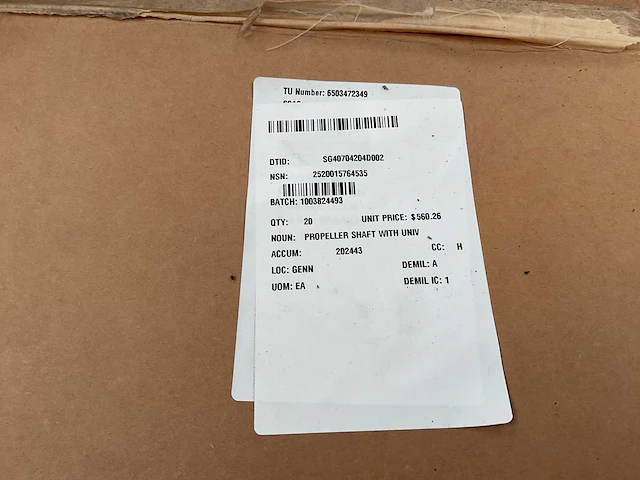 TU Number: 6503472349
DTID: SG40704204D002
NSN: 2520015764535
BATCH: 1003824493
QTY: 20 UNIT PRICE: $560.26
NOUN: PROPELLER SHAFT WITH UNIV
ACCUM: 202443 CC: H
LOC: GENN DEMIL: A
UOM: EA DEMIL IC: 1